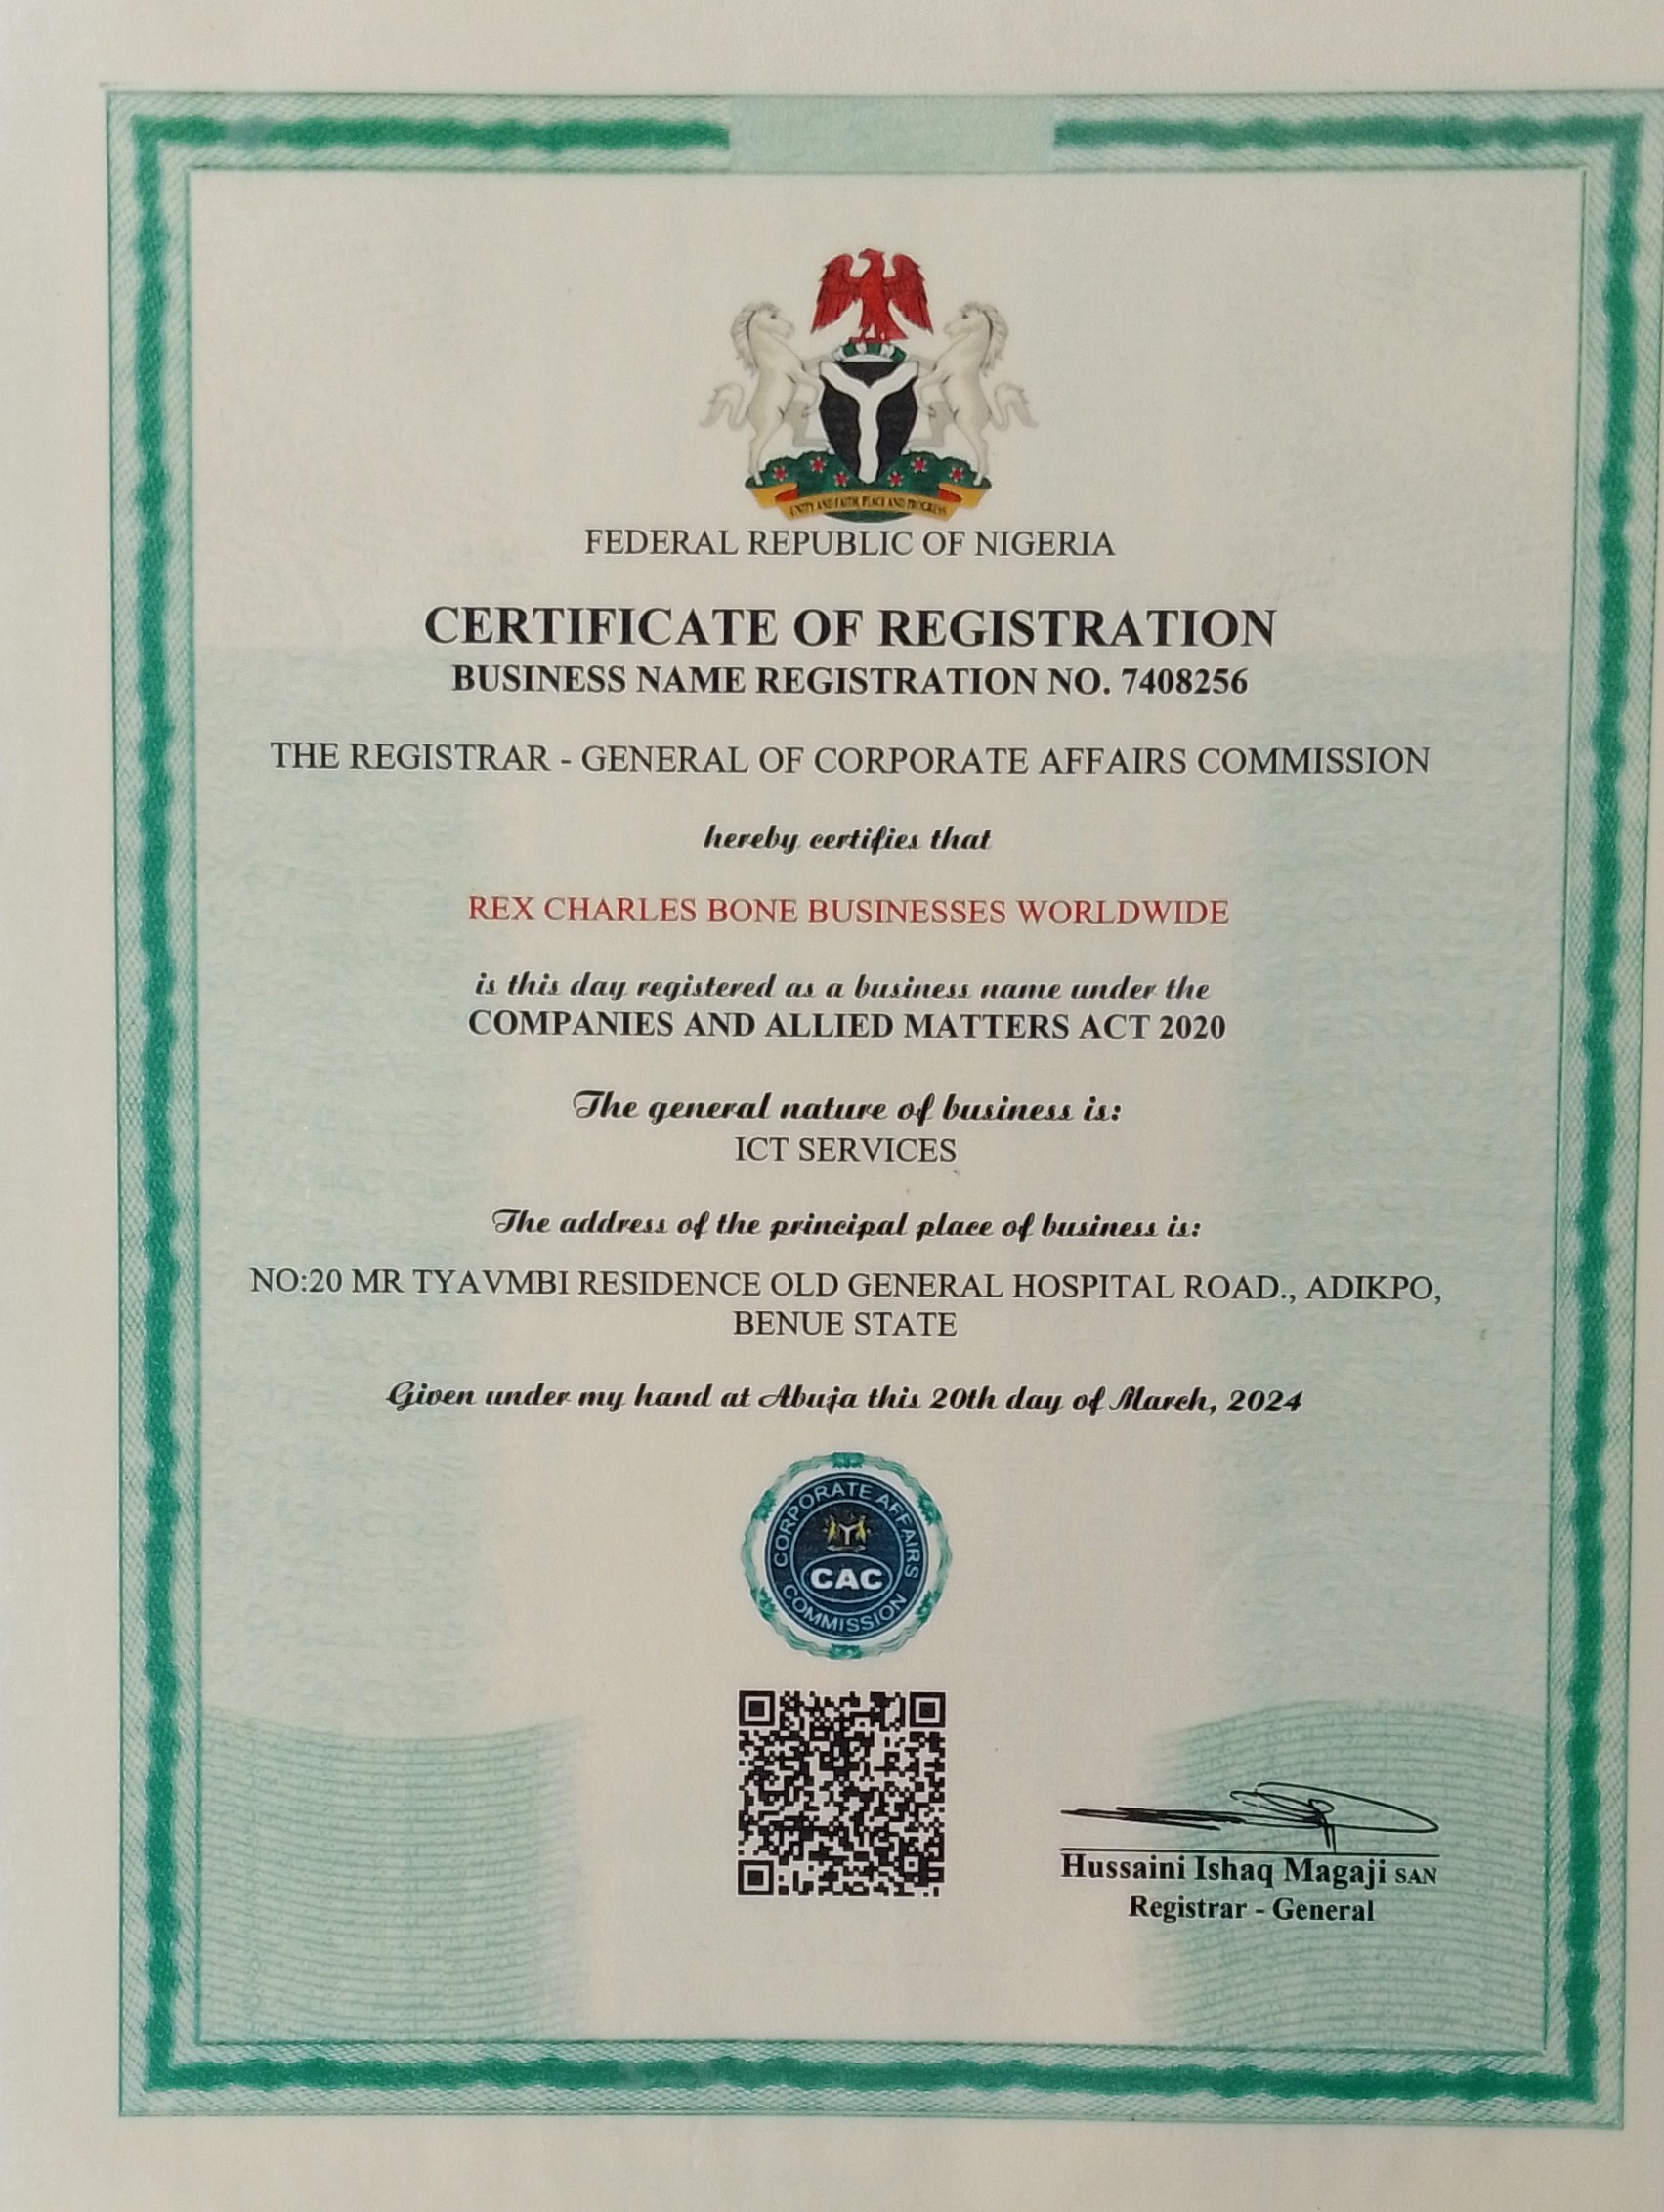 UNITY AND FAITH, PEACE AND PROGRESS
FEDERAL REPUBLIC OF NIGERIA
CERTIFICATE OF REGISTRATION
BUSINESS NAME REGISTRATION NO. 7408256
THE REGISTRAR - GENERAL OF CORPORATE AFFAIRS COMMISSION
hereby certifies that
REX CHARLES BONE BUSINESSES WORLDWIDE
is this day registered as a business name under the
COMPANIES AND ALLIED MATTERS ACT 2020
The general nature of business is:
ICT SERVICES
The address of the principal place of business is:
NO:20 MR TYAVMBI RESIDENCE OLD GENERAL HOSPITAL ROAD., ADIKPO,
BENUE STATE
Given under my hand at Abuja this 20th day of March, 2024
CORPORATE AFFAIRS
CAC
COMMISSION
Hussaini Ishaq Magaji SAN
Registrar - General